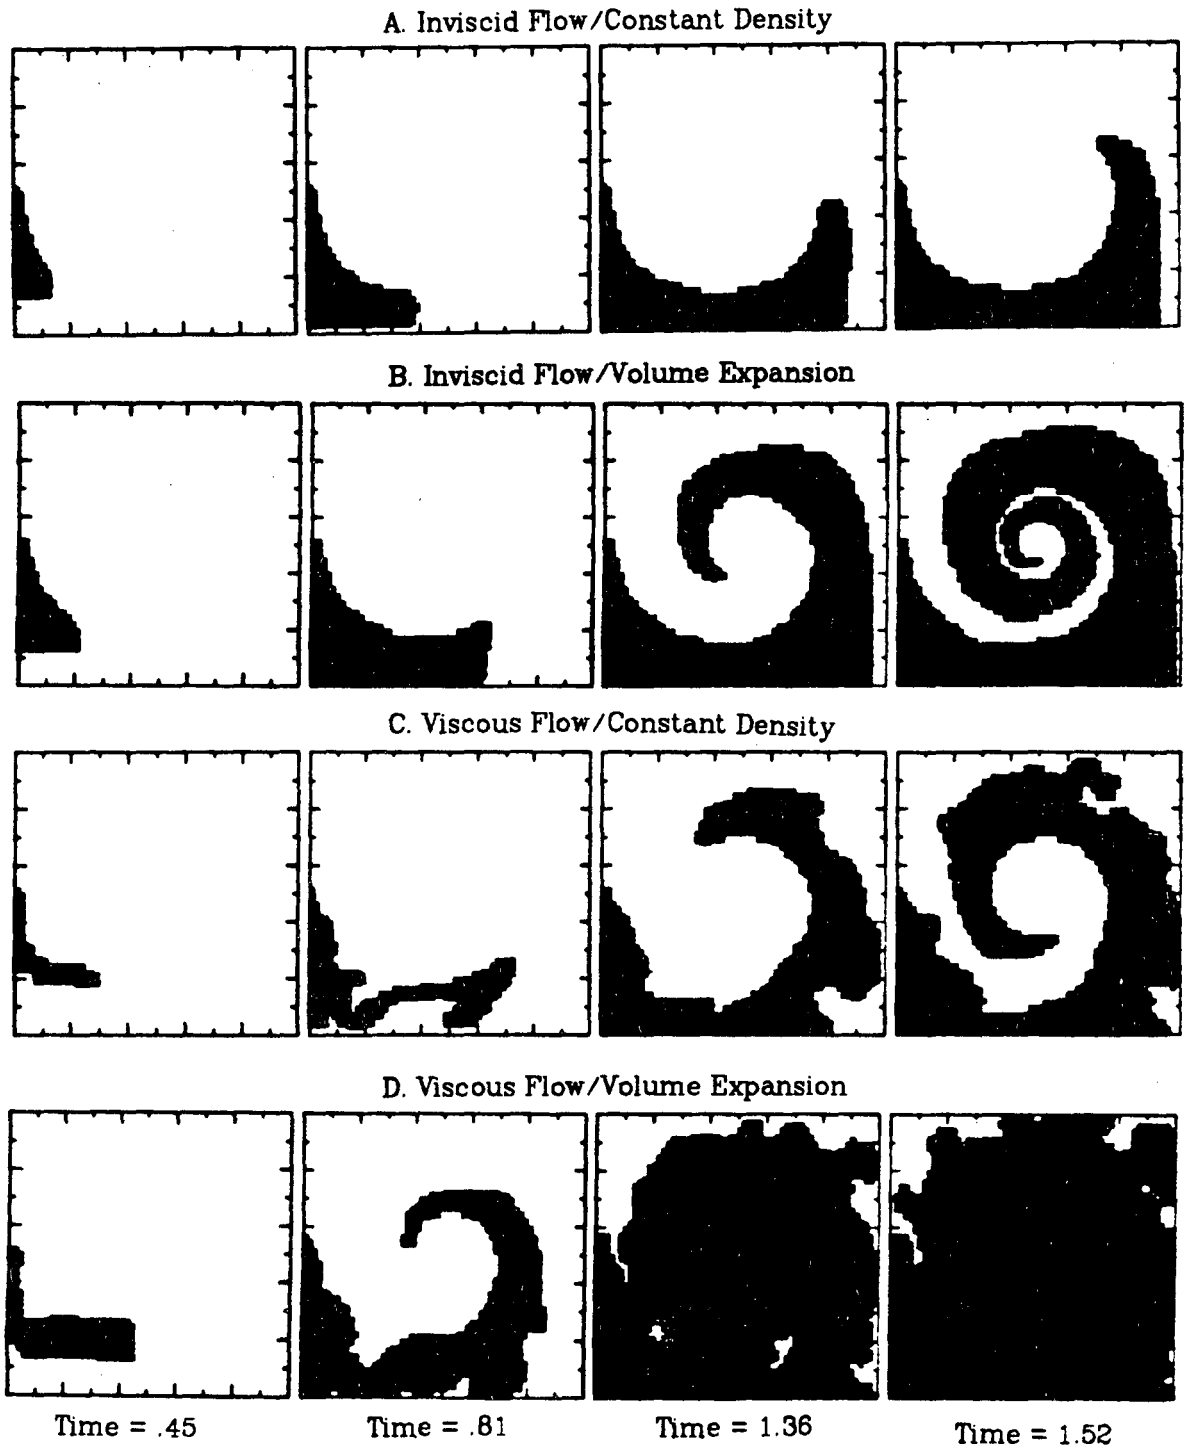 A. Inviscid Flow/Constant Density
B. Inviscid Flow/Volume Expansion
C. Viscous Flow/Constant Density
D. Viscous Flow/Volume Expansion
Time = .45
Time = .81
Time = 1.36
Time = 1.52